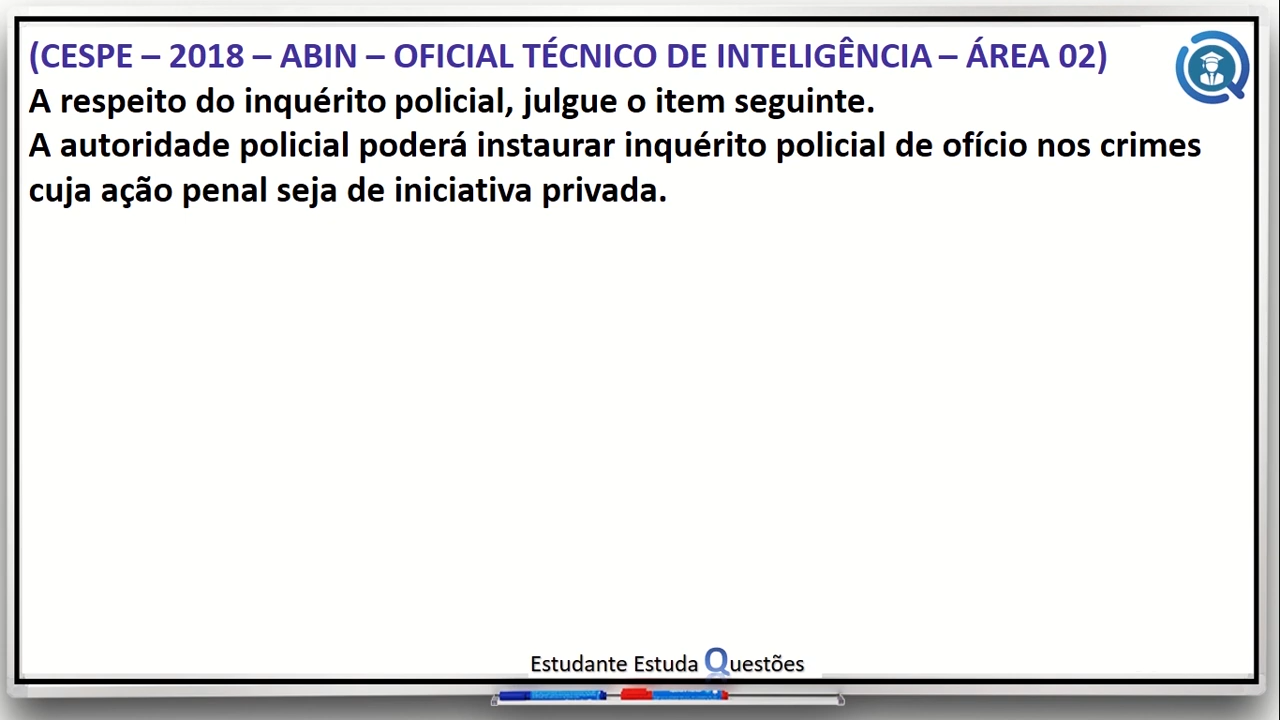 (CESPE – 2018 – ABIN – OFICIAL TÉCNICO DE INTELIGÊNCIA – ÁREA 02)
A respeito do inquérito policial, julgue o item seguinte.
A autoridade policial poderá instaurar inquérito policial de ofício nos crimes
cuja ação penal seja de iniciativa privada.
Estudante Estuda Questões